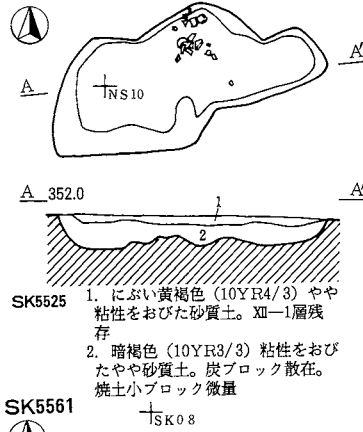 A
A′
NS10
A 352.0
A′
1
2
SK5525
1. にぶい黄褐色（10YR4/3）やや
粘性をおびた砂質土。XII—1層残
存
2. 暗褐色（10YR3/3）粘性をおび
たやや砂質土。炭ブロック散在。
焼土小ブロック微量
SK5561
SK08